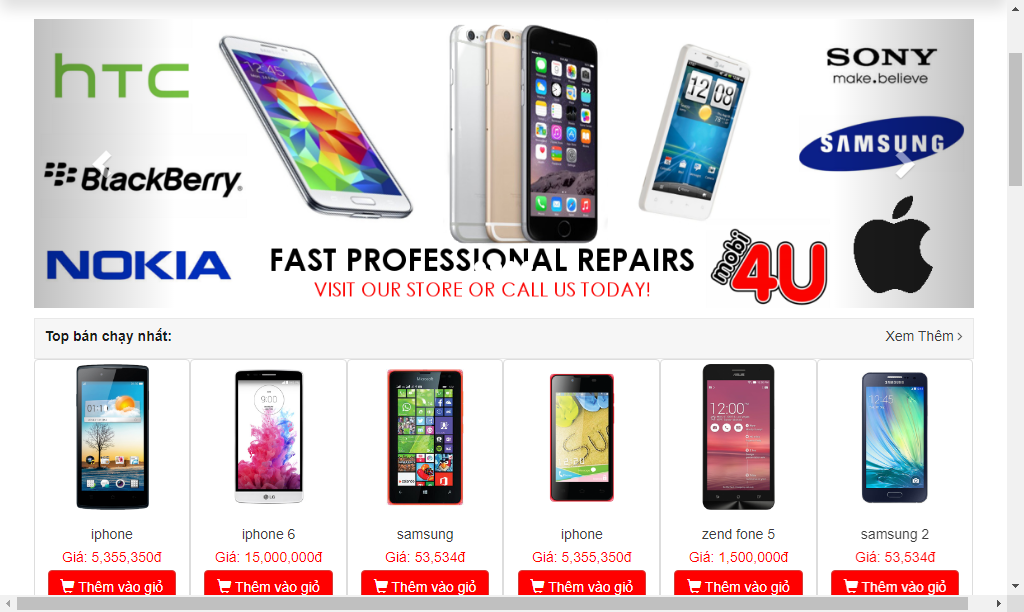 hTC
SONY
make.believe
SAMSUNG
BlackBerry
NOKIA
FAST PROFESSIONAL REPAIRS
VISIT OUR STORE OR CALL US TODAY!
mobi
4U
Top bán chạy nhất:
Xem Thêm
iphone
Giá: 5,355,350đ
Thêm vào giỏ
iphone 6
Giá: 15,000,000đ
Thêm vào giỏ
samsung
Giá: 53,534đ
Thêm vào giỏ
iphone
Giá: 5,355,350đ
Thêm vào giỏ
zend fone 5
Giá: 1,500,000đ
Thêm vào giỏ
samsung 2
Giá: 53,534đ
Thêm vào giỏ